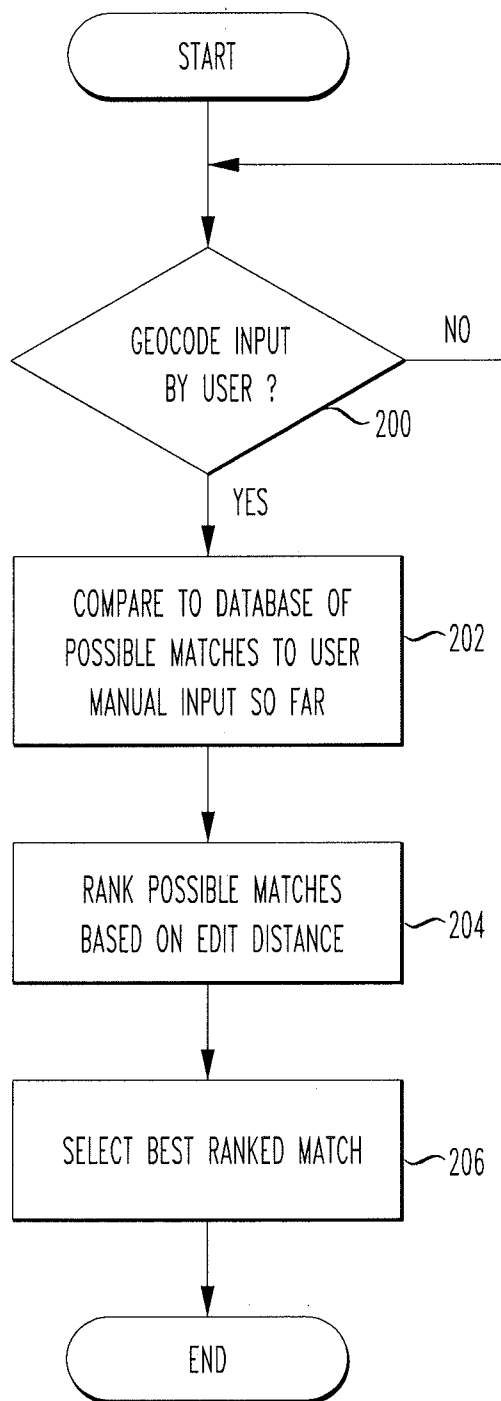 START
GEOCODE INPUT
BY USER ?
NO
200
YES
COMPARE TO DATABASE OF
POSSIBLE MATCHES TO USER
MANUAL INPUT SO FAR
202
RANK POSSIBLE MATCHES
BASED ON EDIT DISTANCE
204
SELECT BEST RANKED MATCH
206
END